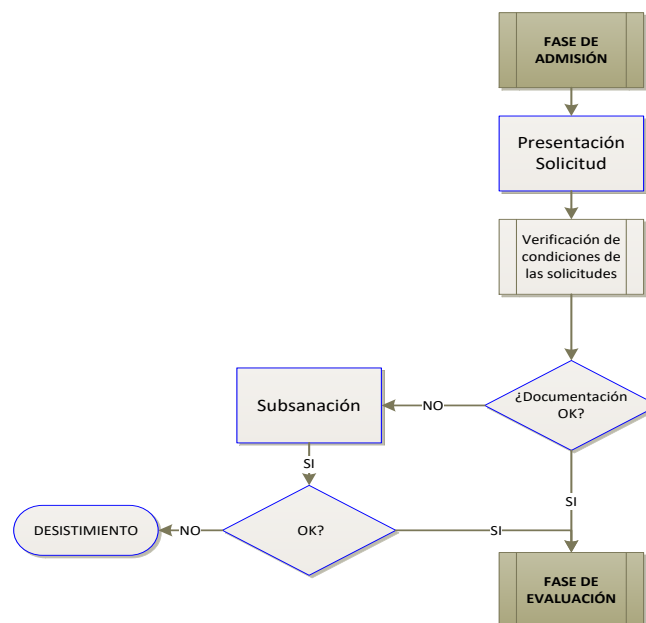 FASE DE
ADMISIÓN
Presentación
Solicitud
Verificación de
condiciones de
las solicitudes
¿Documentación
OK?
NO
Subsanación
SI
SI
OK?
NO
DESISTIMIENTO
SI
FASE DE
EVALUACIÓN